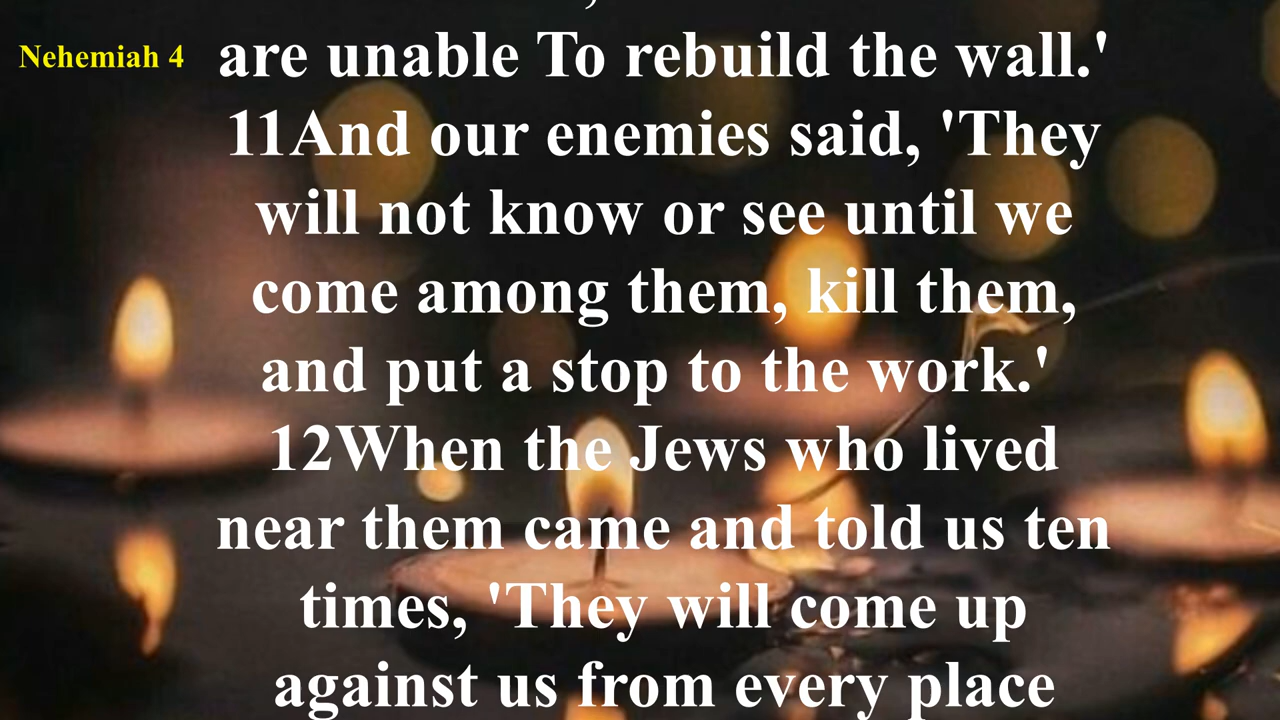 Nehemiah 4
are unable To rebuild the wall.'
11And our enemies said, 'They
will not know or see until we
come among them, kill them,
and put a stop to the work.'
12When the Jews who lived
near them came and told us ten
times, 'They will come up
against us from every place